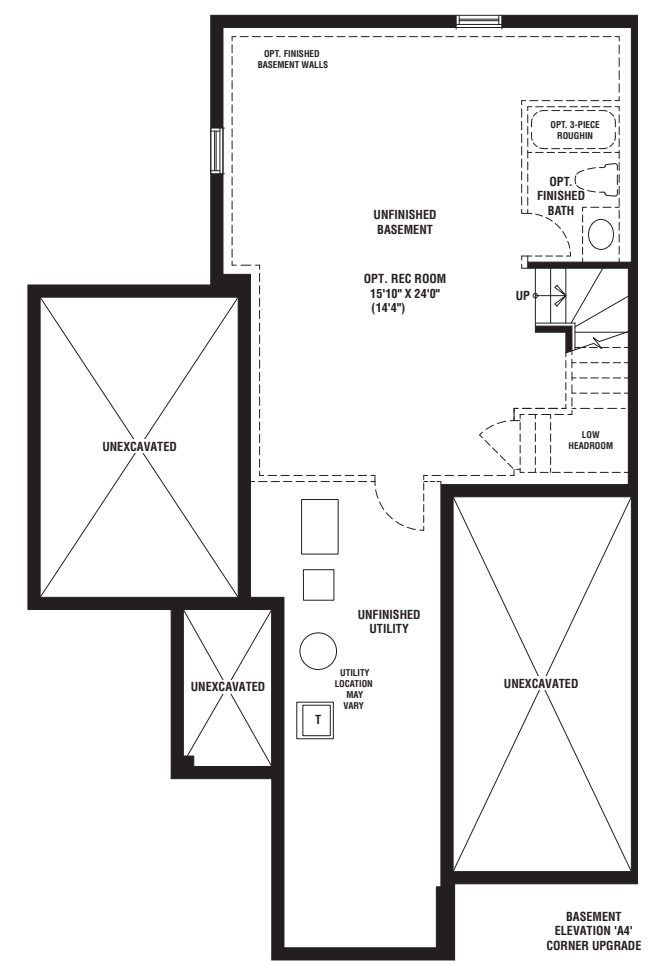 OPT. FINISHED
BASEMENT WALLS
OPT. 3-PIECE
ROUGHIN
OPT.
FINISHED
BATH
UNFINISHED
BASEMENT
OPT. REC ROOM
15'10" X 24'0"
(14'4")
UP
LOW
HEADROOM
UNEXCAVATED
UNFINISHED
UTILITY
UTILITY
LOCATION
MAY
VARY
T
UNEXCAVATED
UNEXCAVATED
BASEMENT
ELEVATION 'A4'
CORNER UPGRADE